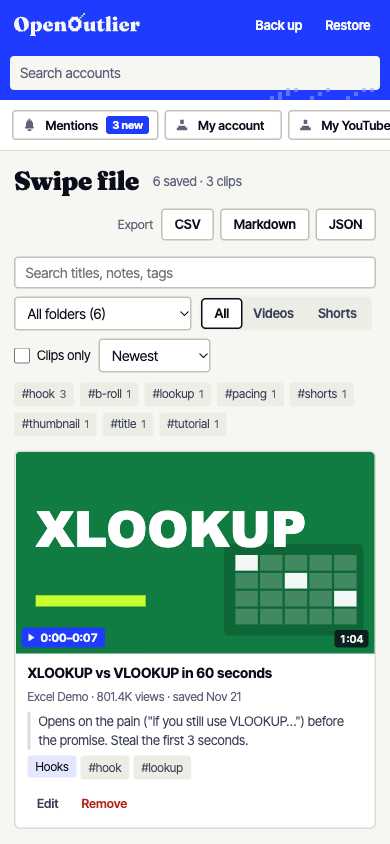 OpenOutlier Back up Restore
Search accounts
Mentions 3 new My account My YouTube
Swipe file 6 saved · 3 clips
Export CSV Markdown JSON
Search titles, notes, tags
All folders (6) All Videos Shorts
Clips only Newest
#hook 3 #b-roll 1 #lookup 1 #pacing 1 #shorts 1
#thumbnail 1 #title 1 #tutorial 1
XLOOKUP
0:00–0:07 1:04
XLOOKUP vs VLOOKUP in 60 seconds
Excel Demo · 801.4K views · saved Nov 21
Opens on the pain ("if you still use VLOOKUP...") before
the promise. Steal the first 3 seconds.
Hooks #hook #lookup
Edit Remove